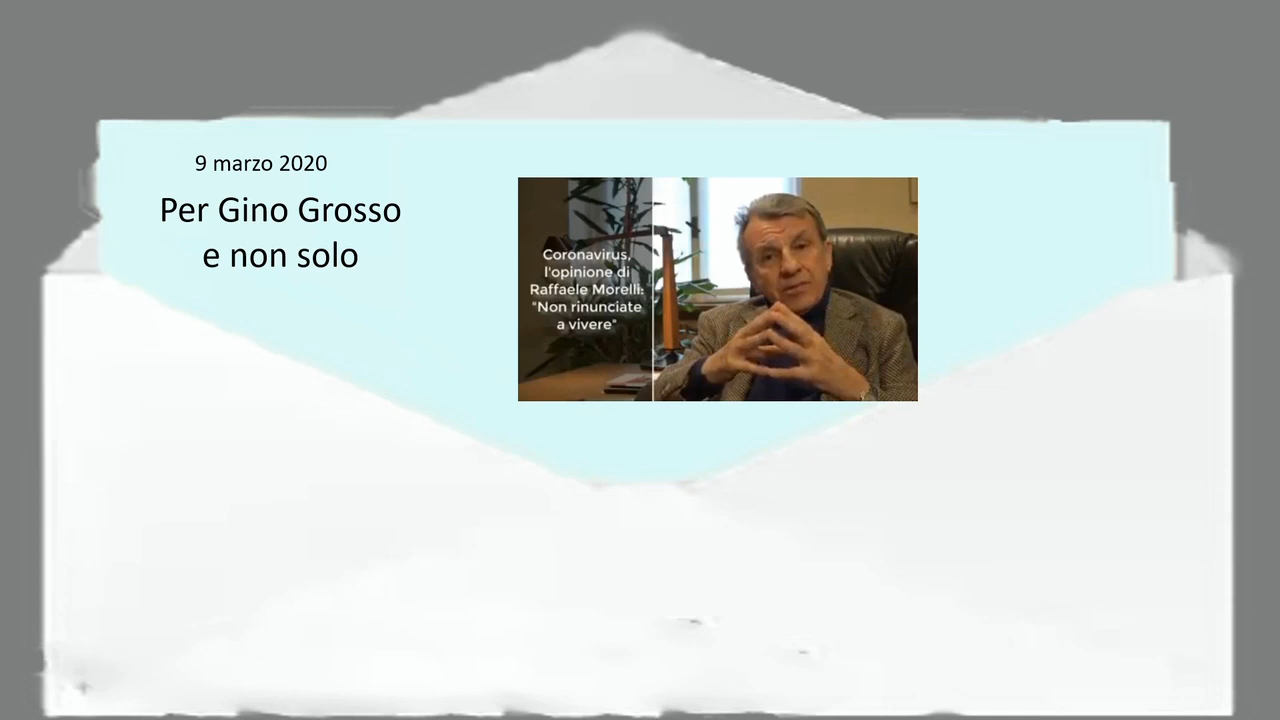 9 marzo 2020
Per Gino Grosso
e non solo
Coronavirus,
l'opinione di
Raffaele Morelli:
"Non rinunciate
a vivere"